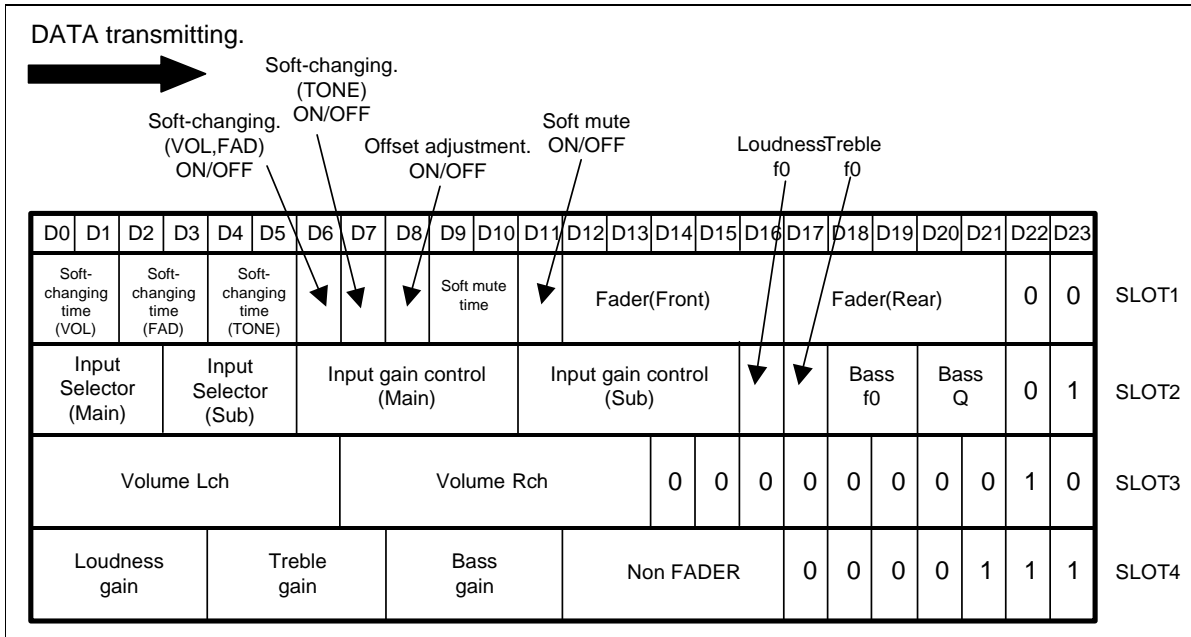 DATA transmitting.
Soft-changing.
(TONE)
ON/OFF
Soft-changing.
(VOL,FAD)
ON/OFF
Offset adjustment.
ON/OFF
Soft mute
ON/OFF
Loudness
f0
Treble
f0
D0 D1 D2 D3 D4 D5 D6 D7 D8 D9 D10 D11 D12 D13 D14 D15 D16 D17 D18 D19 D20 D21 D22 D23
Soft-
changing
time
(VOL)
Soft-
changing
time
(FAD)
Soft-
changing
time
(TONE)
Soft mute
time
Fader(Front)
Fader(Rear)
0 0
SLOT1
Input
Selector
(Main)
Input
Selector
(Sub)
Input gain control
(Main)
Input gain control
(Sub)
Bass
f0
Bass
Q
0 1
SLOT2
Volume Lch
Volume Rch
0 0 0 0 0 0 0 0 1 0
SLOT3
Loudness
gain
Treble
gain
Bass
gain
Non FADER
0 0 0 0 1 1 1
SLOT4